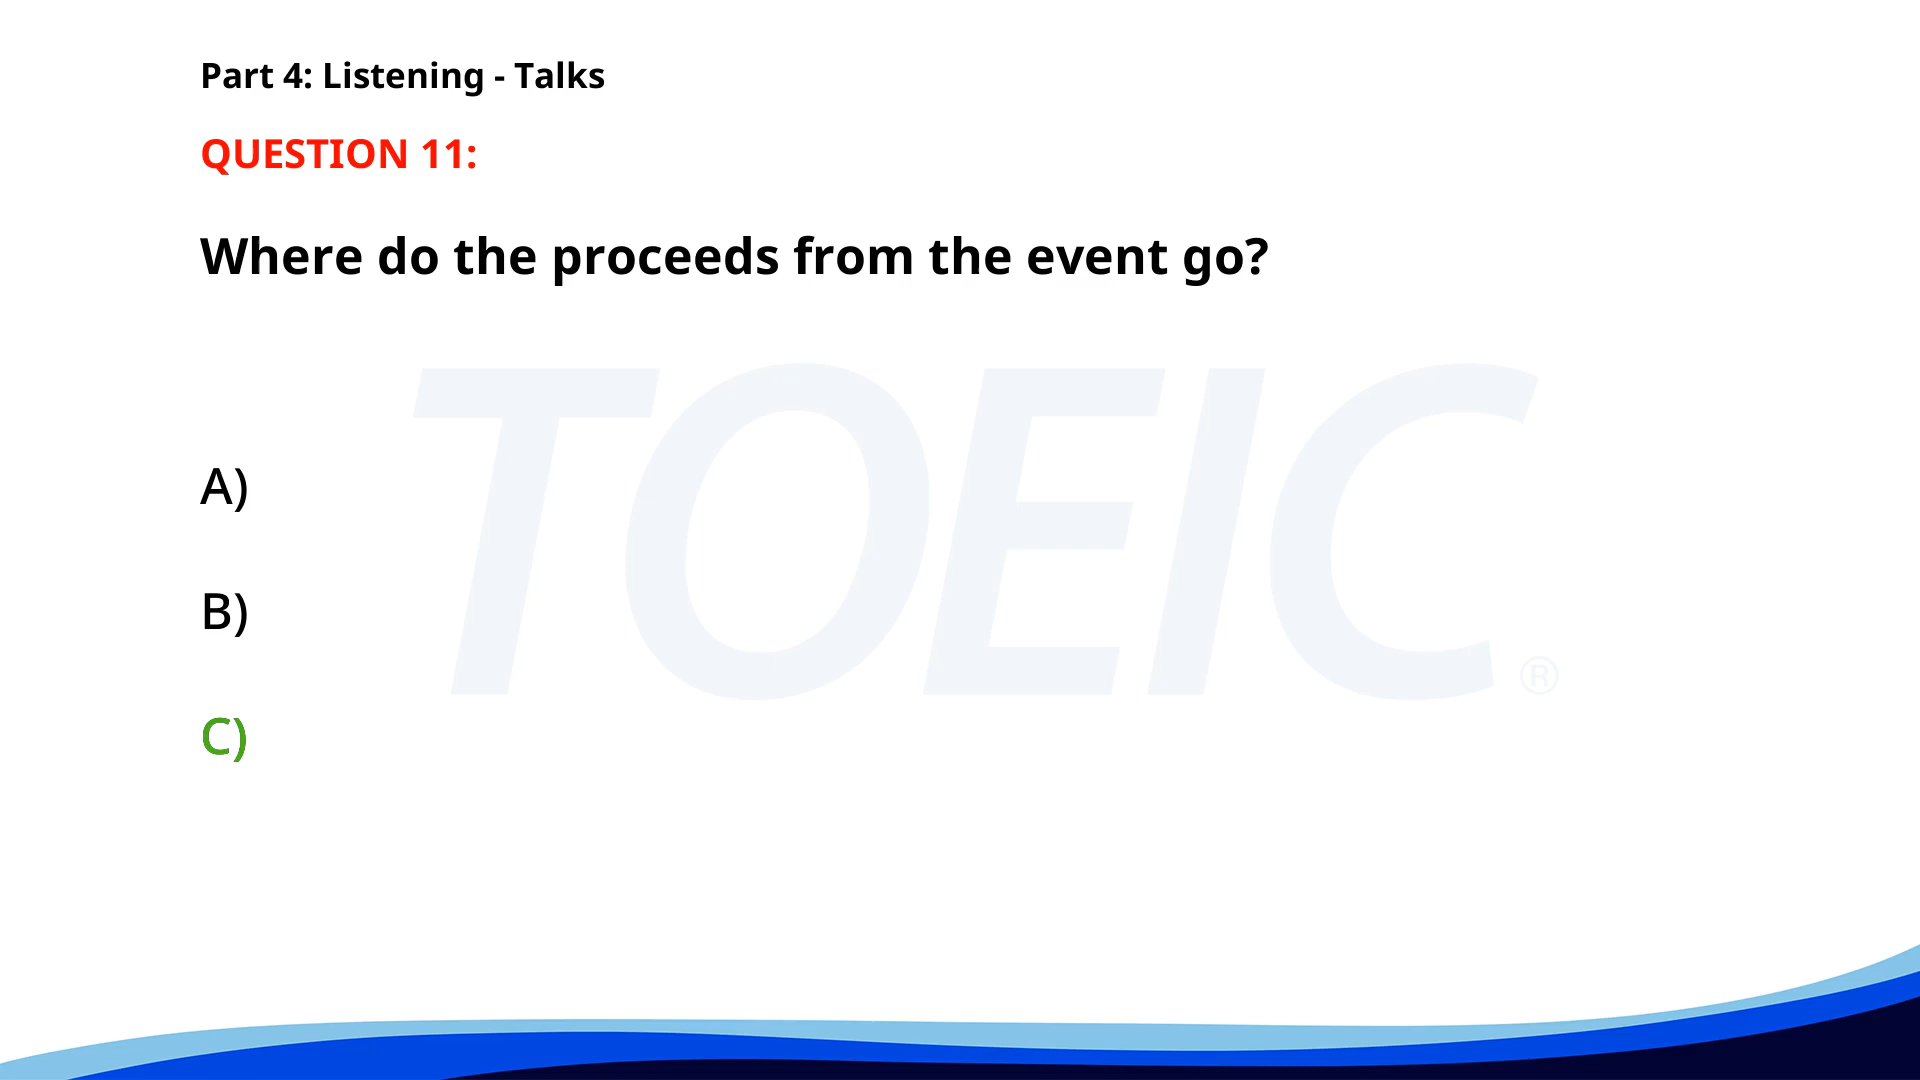 Part 4: Listening - Talks
QUESTION 11:
Where do the proceeds from the event go?
TOEIC®
A)
B)
C)